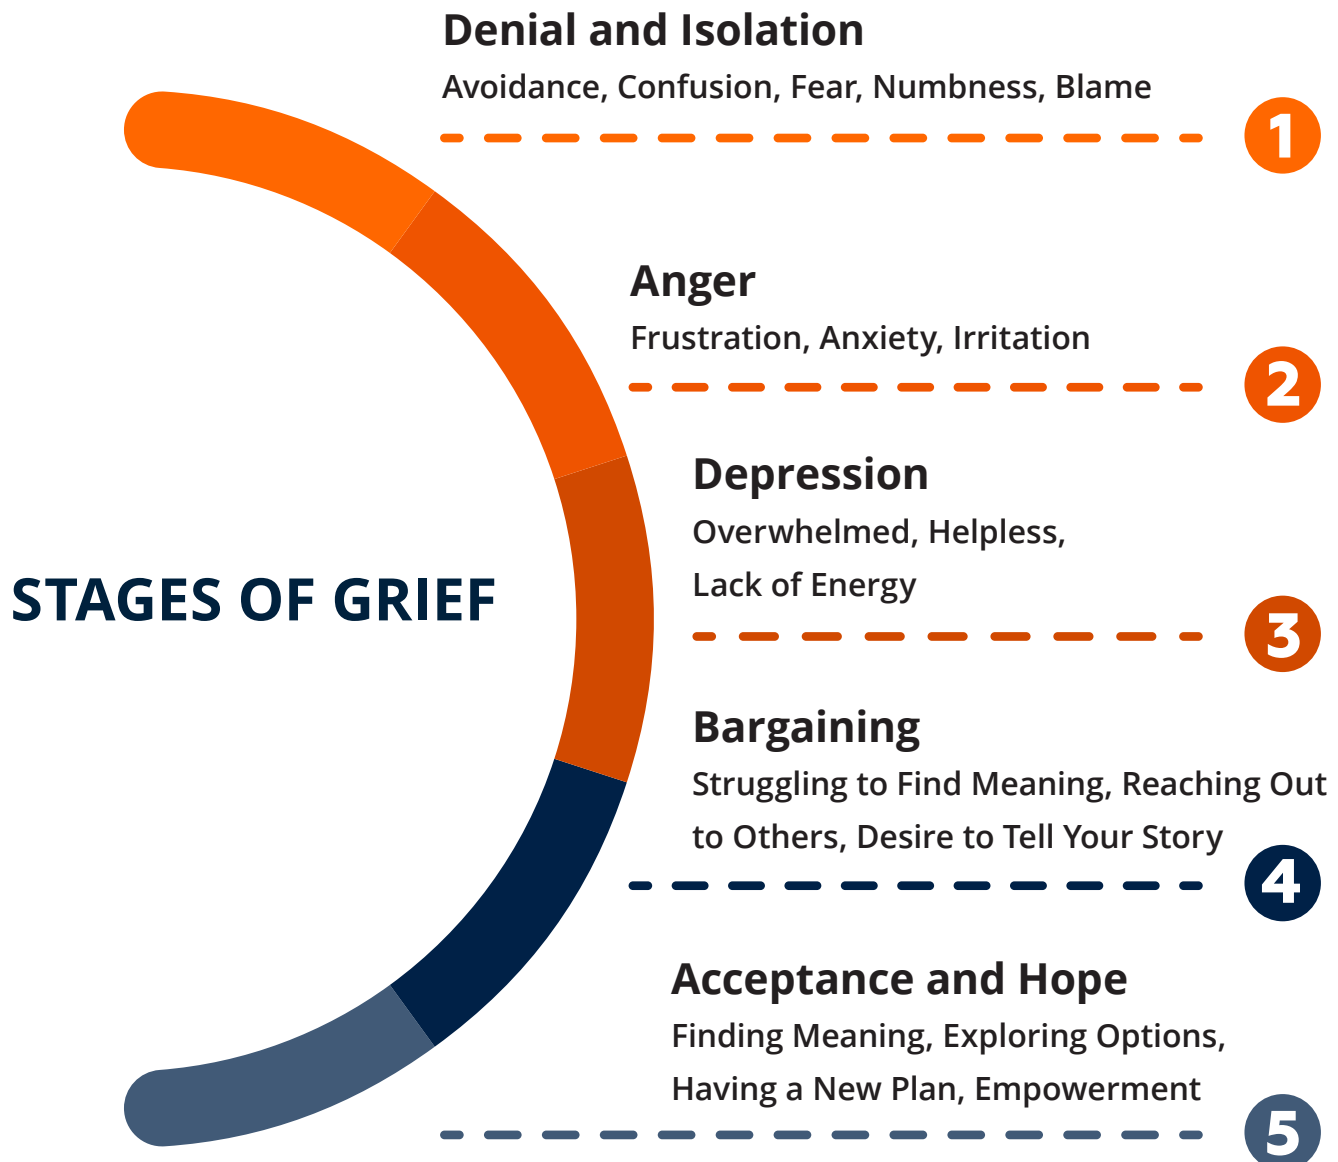 Denial and Isolation
Avoidance, Confusion, Fear, Numbness, Blame
1
Anger
Frustration, Anxiety, Irritation
2
Depression
Overwhelmed, Helpless,
Lack of Energy
3
STAGES OF GRIEF
Bargaining
Struggling to Find Meaning, Reaching Out
to Others, Desire to Tell Your Story
4
Acceptance and Hope
Finding Meaning, Exploring Options,
Having a New Plan, Empowerment
5